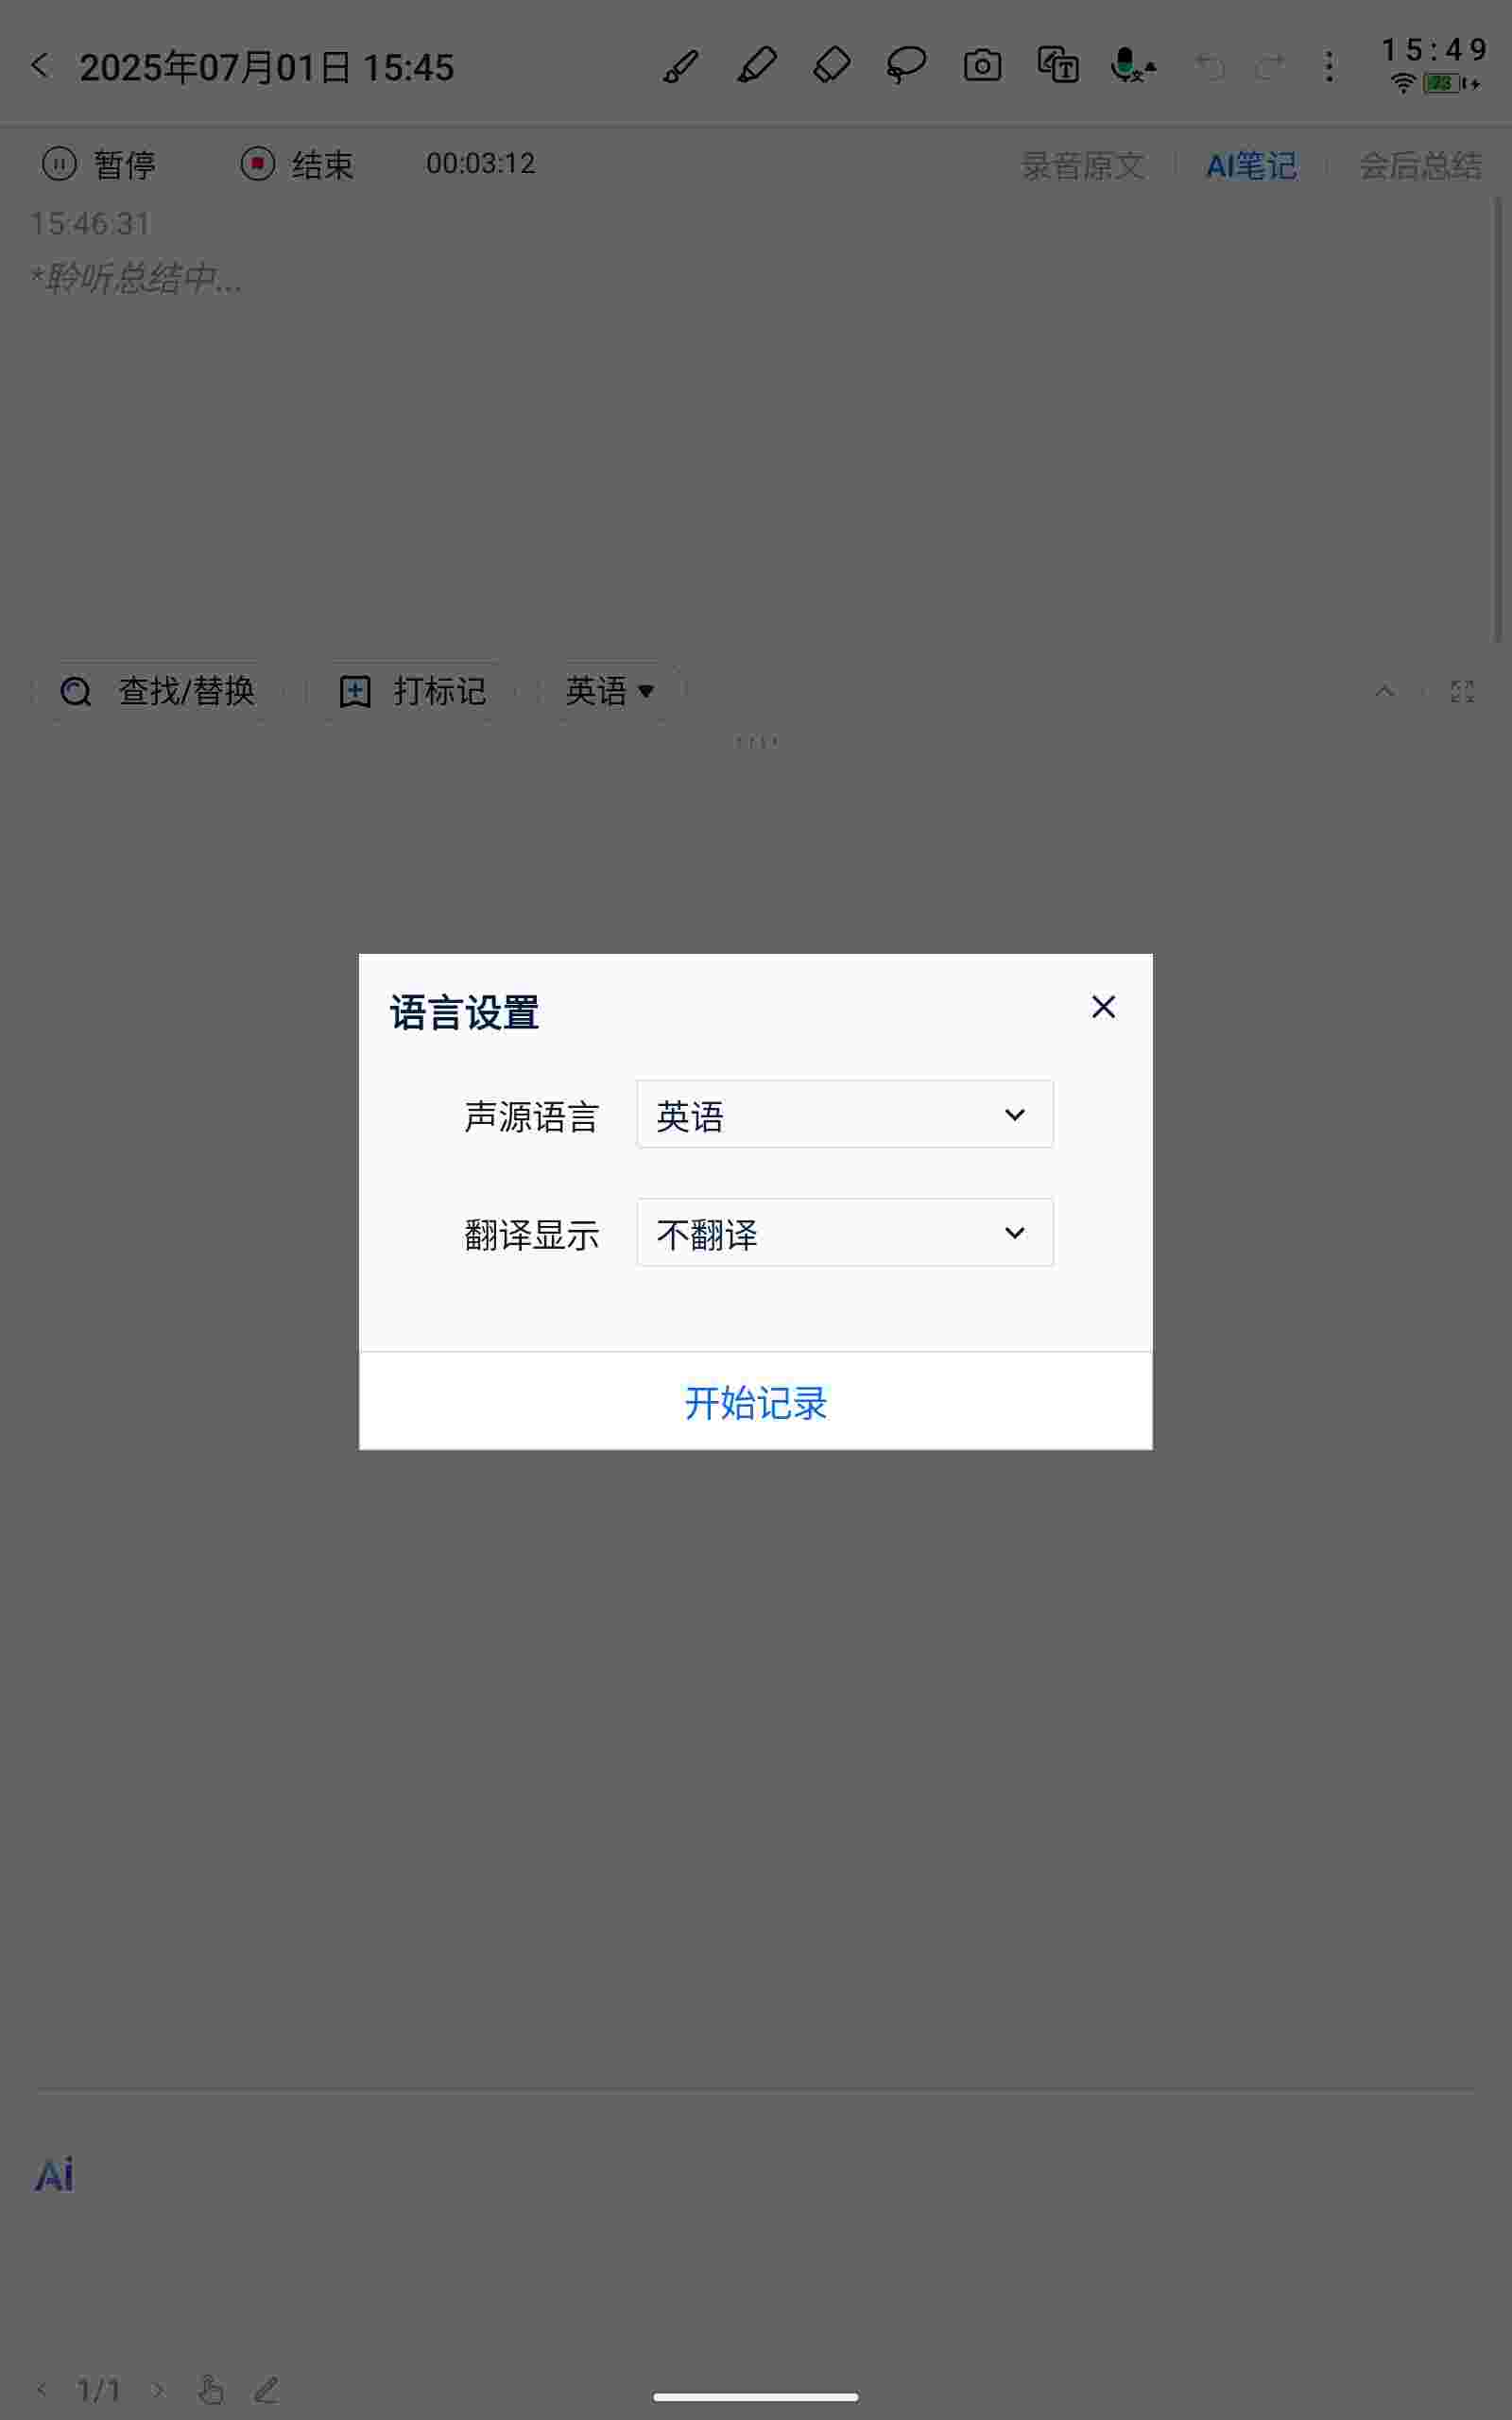 2025年07月01日 15:45
15:49
23
暂停 结束 00:03:12 录音原文 AI笔记 会后总结
15:46:31
*聆听总结中...
查找/替换 打标记 英语
语言设置
声源语言 英语
翻译显示 不翻译
开始记录
Ai
1/1